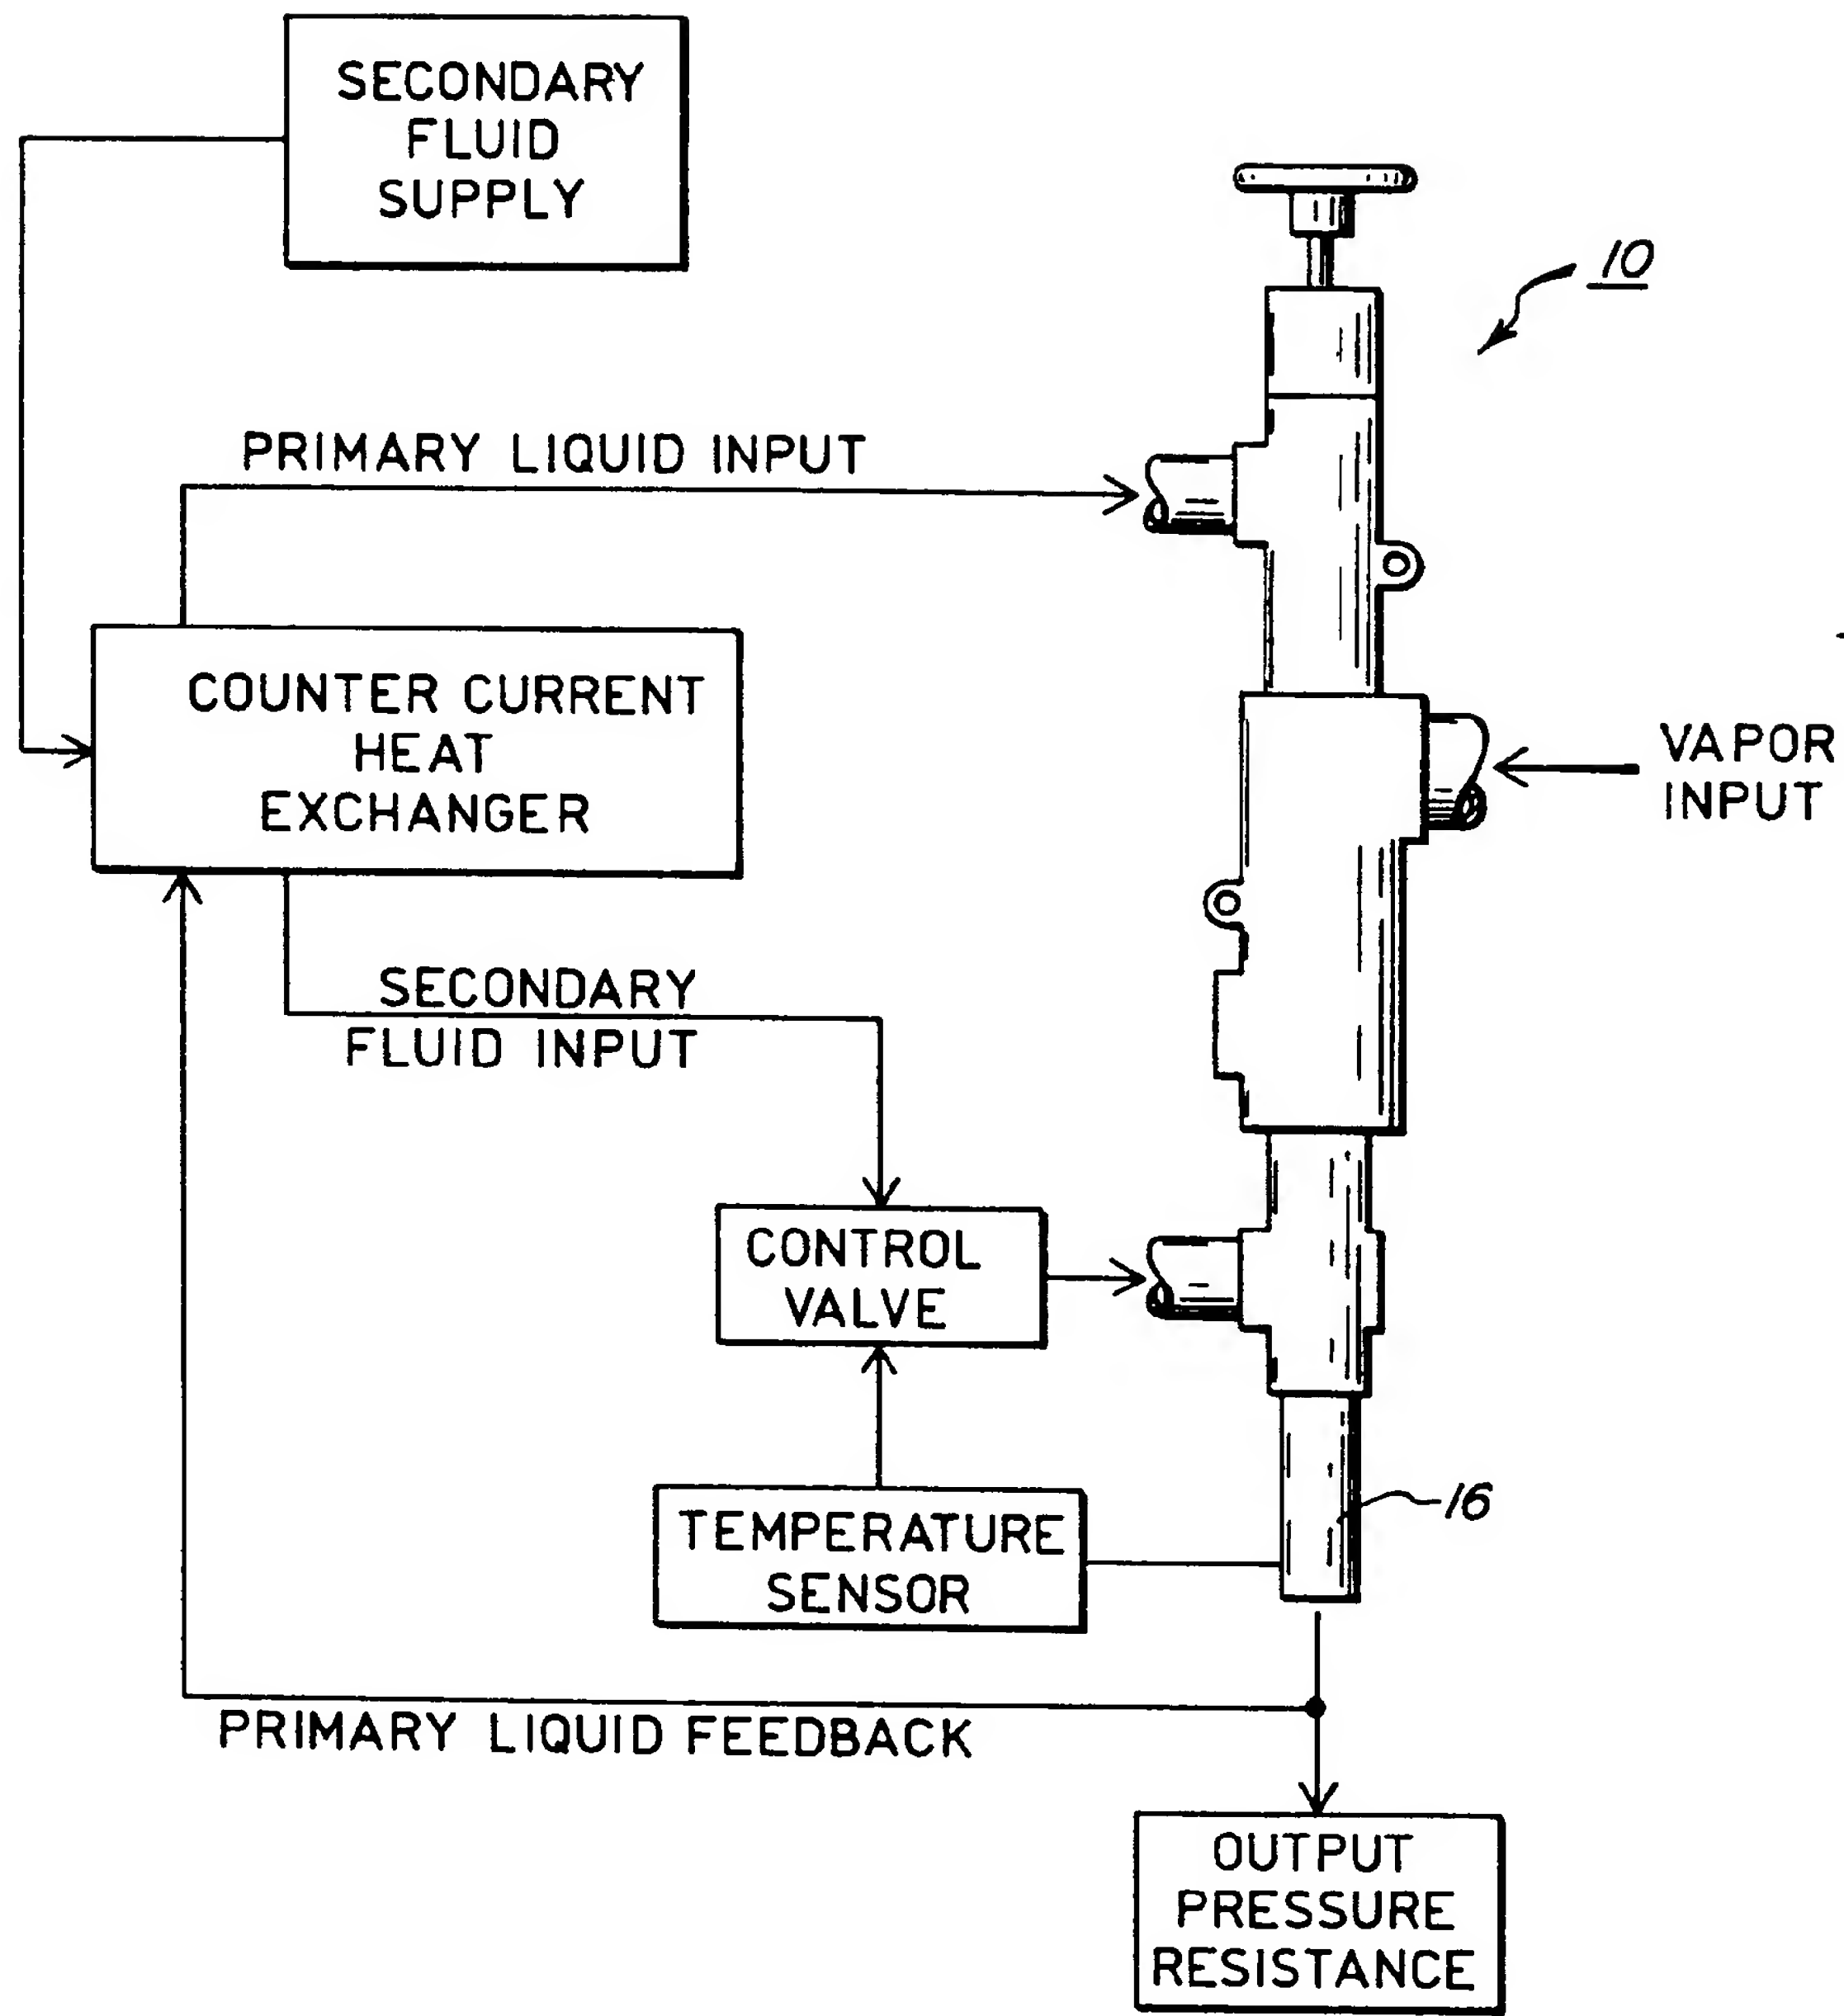 SECONDARY
FLUID
SUPPLY
10
PRIMARY LIQUID INPUT
COUNTER CURRENT
HEAT
EXCHANGER
VAPOR
INPUT
SECONDARY
FLUID INPUT
CONTROL
VALVE
TEMPERATURE
SENSOR
16
PRIMARY LIQUID FEEDBACK
OUTPUT
PRESSURE
RESISTANCE